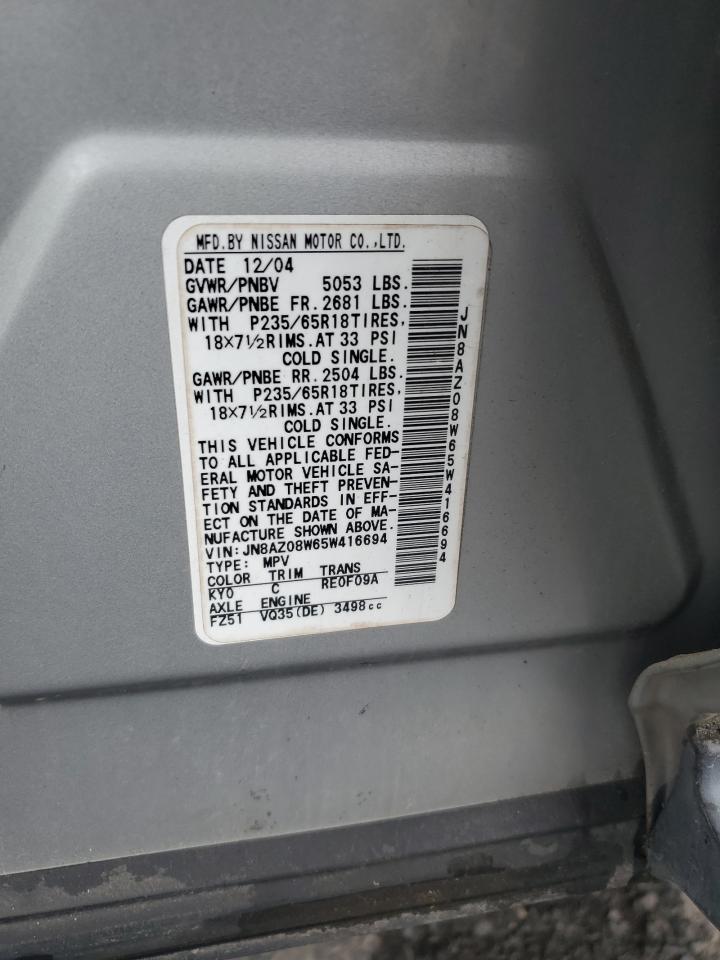 MFD.BY NISSAN MOTOR CO.,LTD.
DATE 12/04
GVWR/PNBV 5053 LBS.
GAWR/PNBE FR.2681 LBS.
WITH P235/65R18TIRES,
18×7½RIMS.AT 33 PSI
COLD SINGLE.
GAWR/PNBE RR.2504 LBS.
WITH P235/65R18TIRES,
18×7½RIMS.AT 33 PSI
COLD SINGLE.
THIS VEHICLE CONFORMS
TO ALL APPLICABLE FED-
ERAL MOTOR VEHICLE SA-
FETY AND THEFT PREVEN-
TION STANDARDS IN EFF-
ECT ON THE DATE OF MA-
NUFACTURE SHOWN ABOVE.
VIN:JN8AZ08W65W416694
TYPE: MPV
COLOR TRIM TRANS
KY0 C RE0F09A
AXLE ENGINE
FZ51 VQ35(DE) 3498cc
JN8AZ08W65W416694